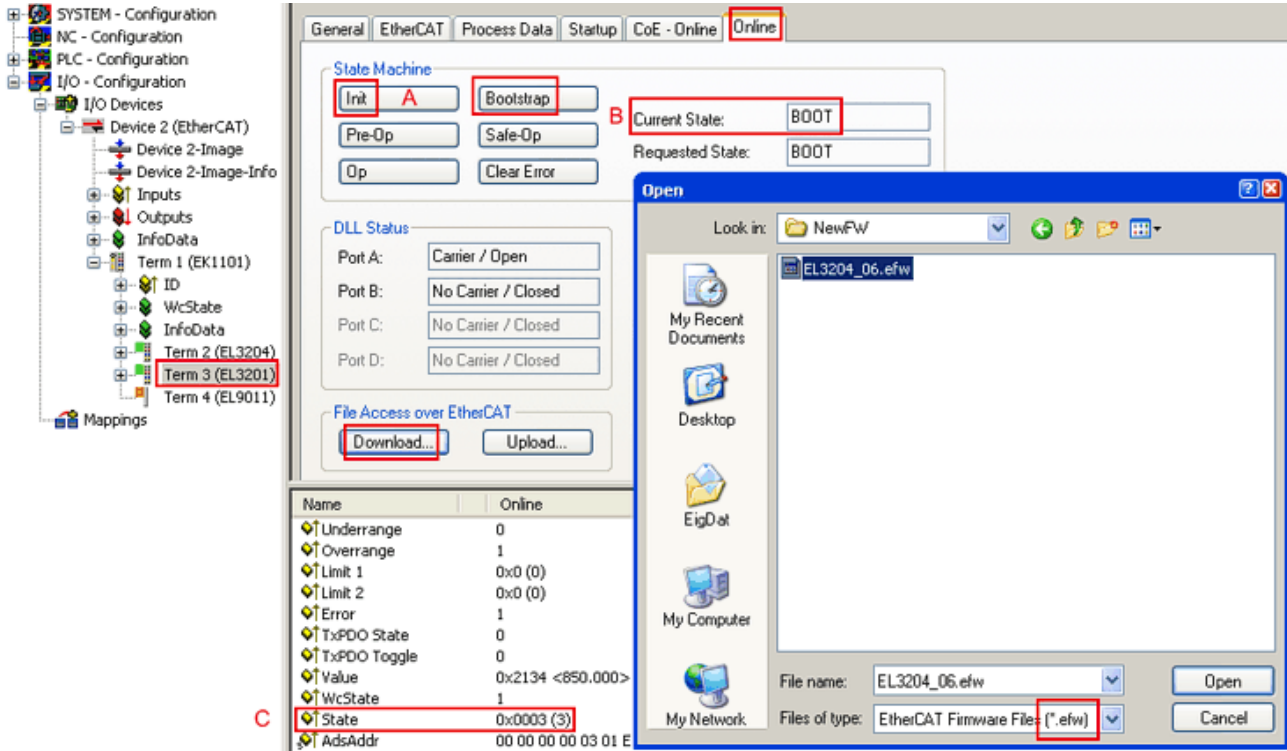 SYSTEM - Configuration
NC - Configuration
PLC - Configuration
I/O - Configuration
I/O Devices
Device 2 (EtherCAT)
Device 2-Image
Device 2-Image-Info
Inputs
Outputs
InfoData
Term 1 (EK1101)
ID
WcState
InfoData
Term 2 (EL3204)
Term 3 (EL3201)
Term 4 (EL9011)
Mappings
General EtherCAT Process Data Startup CoE - Online Online
State Machine
Init A Bootstrap
Pre-Op Safe-Op
Op Clear Error
B Current State: BOOT
Requested State: BOOT
DLL Status
Port A: Carrier / Open
Port B: No Carrier / Closed
Port C: No Carrier / Closed
Port D: No Carrier / Closed
File Access over EtherCAT
Download... Upload...
Name Online
Underrange 0
Overrange 1
Limit 1 0x0 (0)
Limit 2 0x0 (0)
Error 1
TxPDO State 0
TxPDO Toggle 0
Value 0x2134 <850.000>
WcState 1
C State 0x0003 (3)
AdsAddr 00 00 00 00 03 01 E
Open
Look in: NewFW
EL3204_06.efw
My Recent
Documents
Desktop
EigDat
My Computer
My Network
File name: EL3204_06.efw Open
Files of type: EtherCAT Firmware Files (*.efw) Cancel